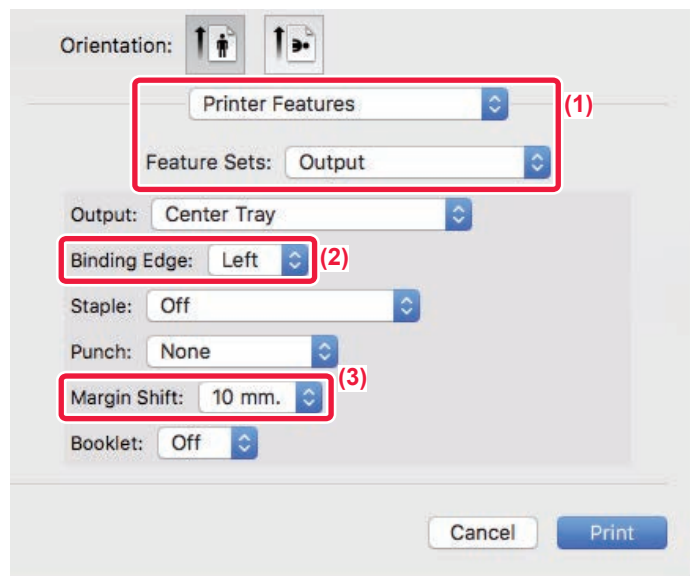 Orientation:
Printer Features
(1)
Feature Sets: Output
Output: Center Tray
Binding Edge: Left
(2)
Staple: Off
Punch: None
(3)
Margin Shift: 10 mm.
Booklet: Off
Cancel Print